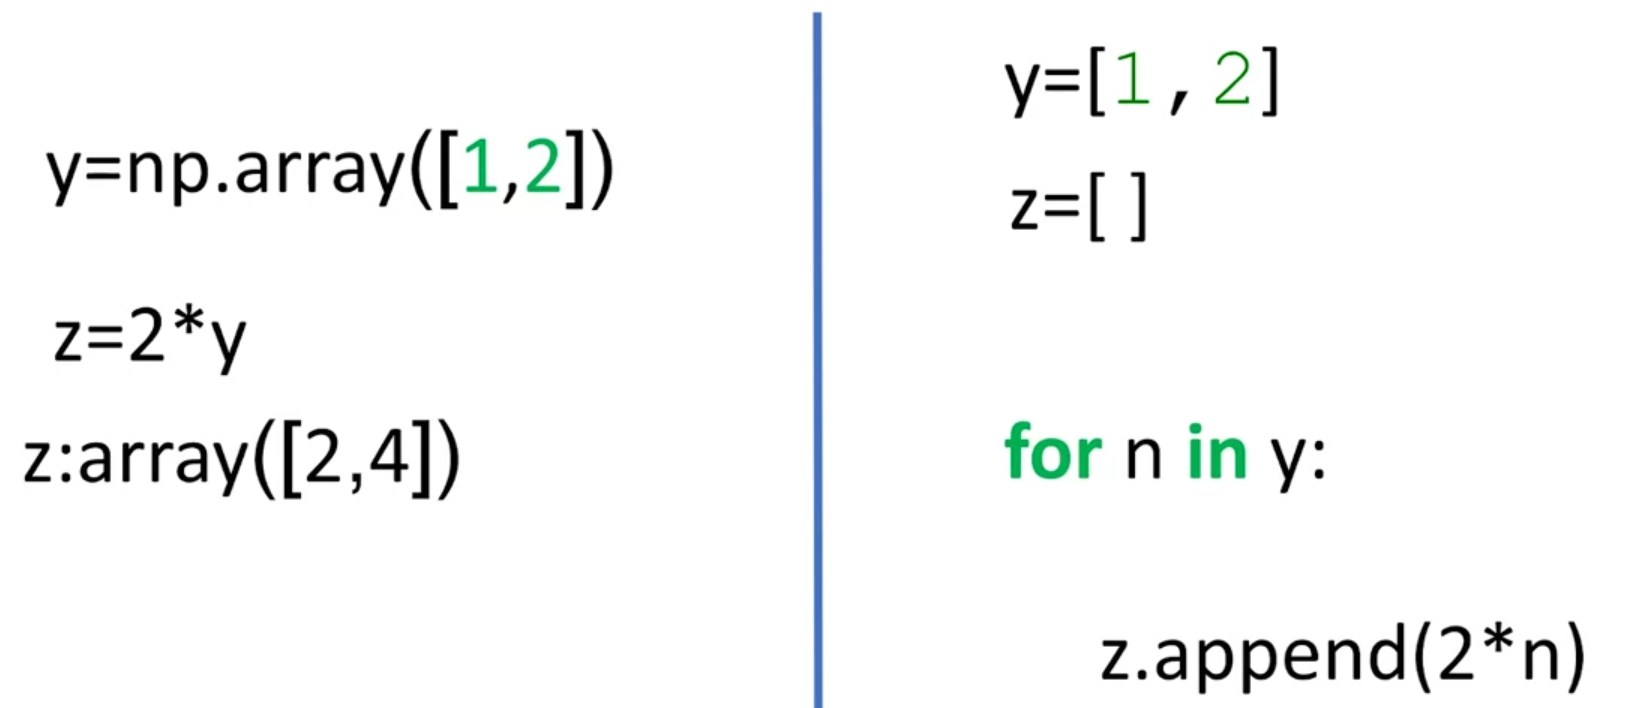 y=np.array([1,2])
z=2*y
z:array([2,4])
y=[1,2]
z=[ ]
for n in y:
z.append(2*n)